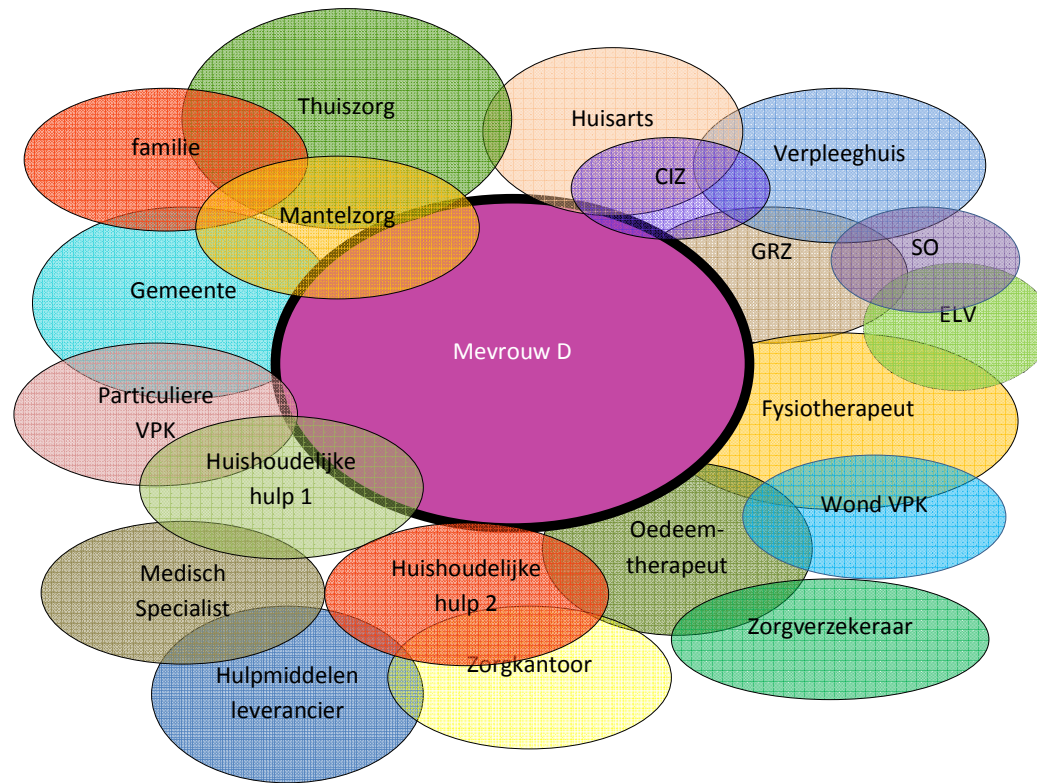 Thuiszorg
Huisarts
familie
Verpleeghuis
CIZ
Mantelzorg
GRZ
SO
Gemeente
ELV
Mevrouw D
Particuliere
VPK
Fysiotherapeut
Huishoudelijke
hulp 1
Wond VPK
Oedeem-
therapeut
Medisch
Specialist
Huishoudelijke
hulp 2
Zorgverzekeraar
Zorgkantoor
Hulpmiddelen
leverancier